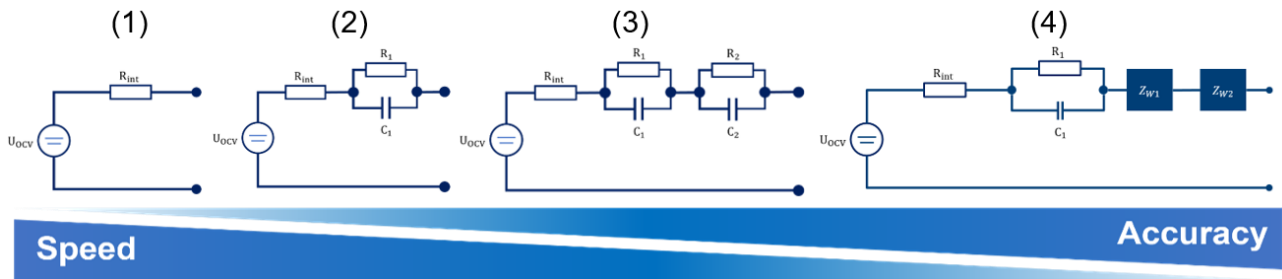 (1)
(2)
(3)
(4)
R_int
U_OCV
R_int
R_1
C_1
U_OCV
R_int
R_1
C_1
R_2
C_2
U_OCV
R_int
R_1
C_1
Z_W1
Z_W2
U_OCV
Speed
Accuracy